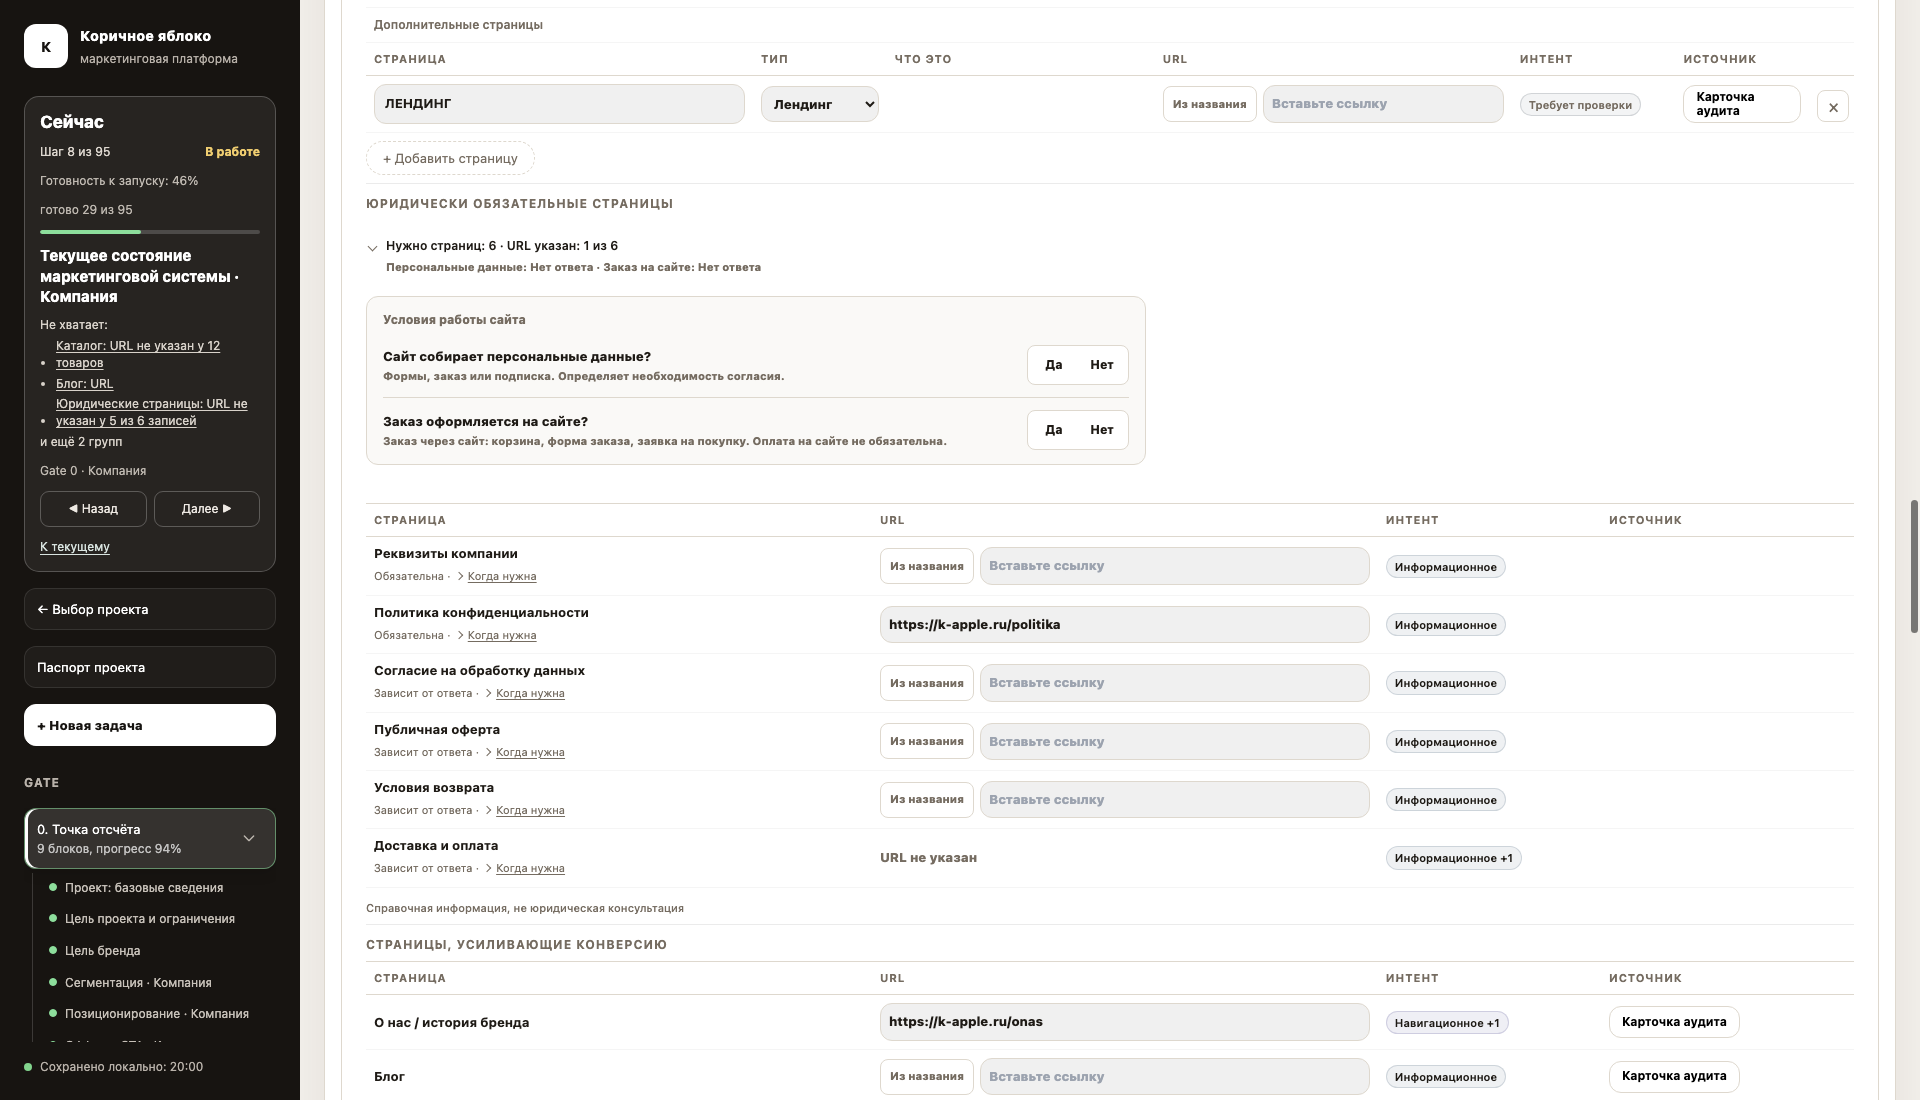 К
Коричное яблоко
маркетинговая платформа
Сейчас
Шаг 8 из 95
В работе
Готовность к запуску: 46%
готово 29 из 95
Текущее состояние
маркетинговой системы ·
Компания
Не хватает:
Каталог: URL не указан у 12
товаров
Блог: URL
Юридические страницы: URL не
указан у 5 из 6 записей
и ещё 2 групп
Gate 0 · Компания
◀ Назад
Далее ▶
К текущему
← Выбор проекта
Паспорт проекта
+ Новая задача
GATE
0. Точка отсчёта
9 блоков, прогресс 94%
Проект: базовые сведения
Цель проекта и ограничения
Цель бренда
Сегментация · Компания
Позиционирование · Компания
Сохранено локально: 20:00
Дополнительные страницы
СТРАНИЦА ТИП ЧТО ЭТО URL ИНТЕНТ ИСТОЧНИК
ЛЕНДИНГ Лендинг Из названия Вставьте ссылку Требует проверки Карточка
аудита ×
+ Добавить страницу
ЮРИДИЧЕСКИ ОБЯЗАТЕЛЬНЫЕ СТРАНИЦЫ
Нужно страниц: 6 · URL указан: 1 из 6
Персональные данные: Нет ответа · Заказ на сайте: Нет ответа
Условия работы сайта
Сайт собирает персональные данные?
Формы, заказ или подписка. Определяет необходимость согласия.
Да Нет
Заказ оформляется на сайте?
Заказ через сайт: корзина, форма заказа, заявка на покупку. Оплата на сайте не обязательна.
Да Нет
СТРАНИЦА URL ИНТЕНТ ИСТОЧНИК
Реквизиты компании
Обязательна · Когда нужна
Из названия Вставьте ссылку Информационное
Политика конфиденциальности
Обязательна · Когда нужна
https://k-apple.ru/politika Информационное
Согласие на обработку данных
Зависит от ответа · Когда нужна
Из названия Вставьте ссылку Информационное
Публичная оферта
Зависит от ответа · Когда нужна
Из названия Вставьте ссылку Информационное
Условия возврата
Зависит от ответа · Когда нужна
Из названия Вставьте ссылку Информационное
Доставка и оплата
Зависит от ответа · Когда нужна
URL не указан Информационное +1
Справочная информация, не юридическая консультация
СТРАНИЦЫ, УСИЛИВАЮЩИЕ КОНВЕРСИЮ
СТРАНИЦА URL ИНТЕНТ ИСТОЧНИК
О нас / история бренда https://k-apple.ru/onas Навигационное +1 Карточка аудита
Блог Из названия Вставьте ссылку Информационное Карточка аудита